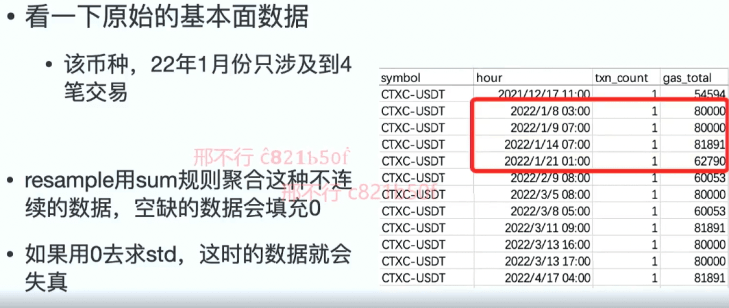 • 看一下原始的基本面数据
• 该币种，22年1月份只涉及到4
笔交易
• resample用sum规则聚合这种不连
续的数据，空缺的数据会填充0
• 如果用0去求std，这时的数据就会
失真
symbol hour txn_count gas_total
CTXC-USDT 2021/12/17 11:00 1 54594
CTXC-USDT 2022/1/8 03:00 1 80000
CTXC-USDT 2022/1/9 07:00 1 80000
CTXC-USDT 2022/1/14 07:00 1 81891
CTXC-USDT 2022/1/21 01:00 1 62790
CTXC-USDT 2022/2/9 08:00 1 60053
CTXC-USDT 2022/3/5 08:00 1 80000
CTXC-USDT 2022/3/8 05:00 1 60053
CTXC-USDT 2022/3/11 09:00 1 81891
CTXC-USDT 2022/3/13 16:00 1 80000
CTXC-USDT 2022/3/13 17:00 1 80000
CTXC-USDT 2022/4/17 04:00 1 81891
邢不行 c821b50f
邢不行 c821b50f